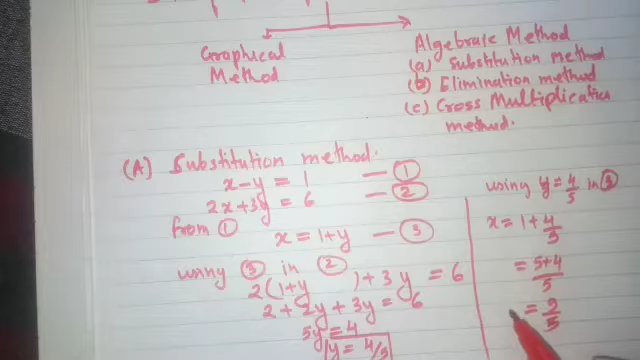 Graphical
Method
Algebraic Method
(a) Substitution method
(b) Elimination method
(c) Cross Multiplication
method.
(A) Substitution method.
x-y = 1 — ①
2x+3y = 6 — ②
from ①
x = 1+y — ③
using ③ in ②
2(1+y ) + 3y = 6
2 + 2y + 3y = 6
5y = 4
y = 4/5
using y = 4/5 in ③
x = 1 + 4/5
= 5+4/5
= 9/5